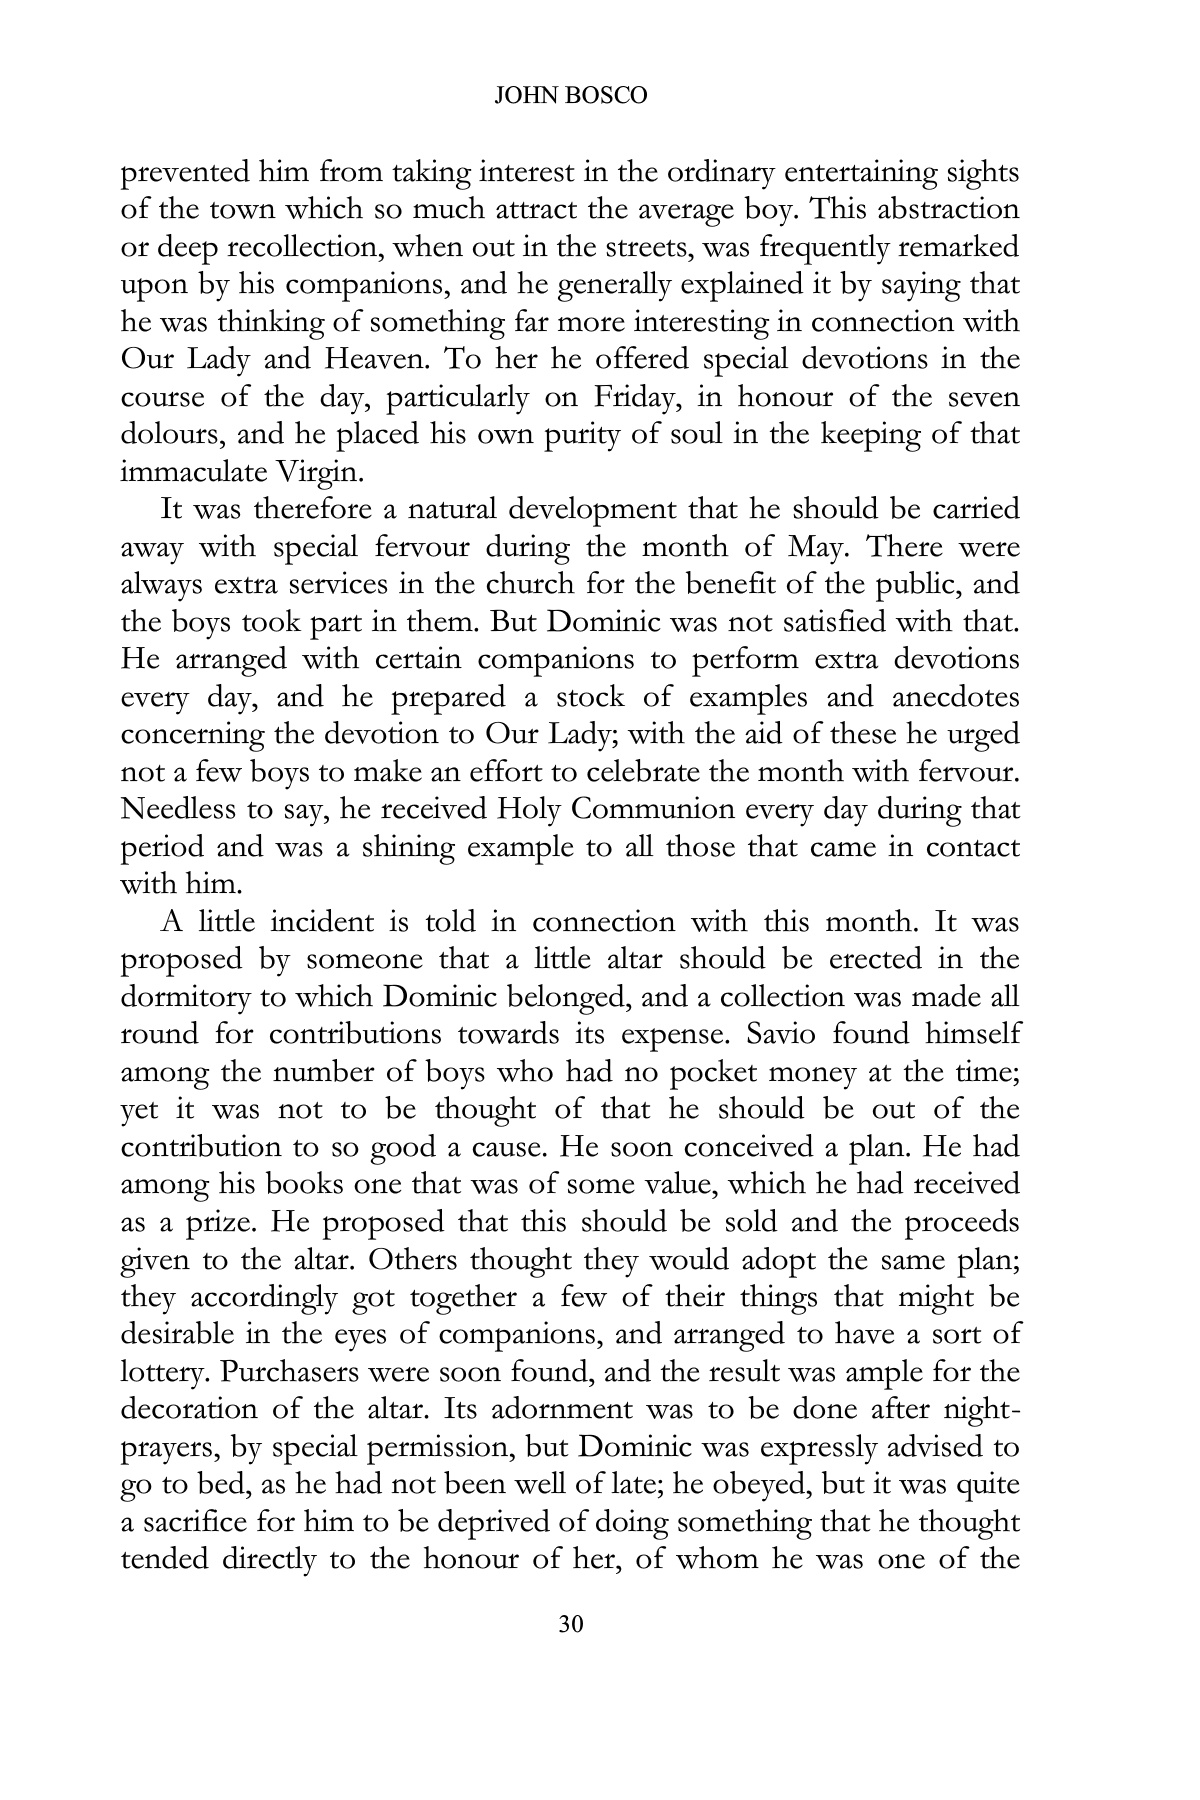 JOHN BOSCO
prevented him from taking interest in the ordinary entertaining sights
of the town which so much attract the average boy. This abstraction
or deep recollection, when out in the streets, was frequently remarked
upon by his companions, and he generally explained it by saying that
he was thinking of something far more interesting in connection with
Our Lady and Heaven. To her he offered special devotions in the
course of the day, particularly on Friday, in honour of the seven
dolours, and he placed his own purity of soul in the keeping of that
immaculate Virgin.
It was therefore a natural development that he should be carried
away with special fervour during the month of May. There were
always extra services in the church for the benefit of the public, and
the boys took part in them. But Dominic was not satisfied with that.
He arranged with certain companions to perform extra devotions
every day, and he prepared a stock of examples and anecdotes
concerning the devotion to Our Lady; with the aid of these he urged
not a few boys to make an effort to celebrate the month with fervour.
Needless to say, he received Holy Communion every day during that
period and was a shining example to all those that came in contact
with him.
A little incident is told in connection with this month. It was
proposed by someone that a little altar should be erected in the
dormitory to which Dominic belonged, and a collection was made all
round for contributions towards its expense. Savio found himself
among the number of boys who had no pocket money at the time;
yet it was not to be thought of that he should be out of the
contribution to so good a cause. He soon conceived a plan. He had
among his books one that was of some value, which he had received
as a prize. He proposed that this should be sold and the proceeds
given to the altar. Others thought they would adopt the same plan;
they accordingly got together a few of their things that might be
desirable in the eyes of companions, and arranged to have a sort of
lottery. Purchasers were soon found, and the result was ample for the
decoration of the altar. Its adornment was to be done after night-
prayers, by special permission, but Dominic was expressly advised to
go to bed, as he had not been well of late; he obeyed, but it was quite
a sacrifice for him to be deprived of doing something that he thought
tended directly to the honour of her, of whom he was one of the
30